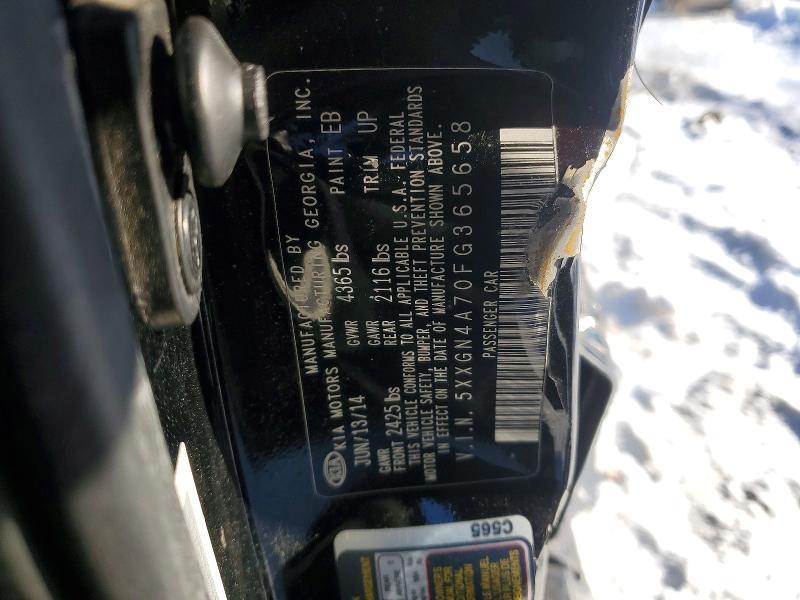 KIA
MANUFACTURED BY
KIA MOTORS MANUFACTURING GEORGIA, INC.
JUN/13/14 GVWR 4365 lbs PAINT EB
GAWR FRONT 2425 lbs GAWR REAR 2116 lbs TRIM UP
THIS VEHICLE CONFORMS TO ALL APPLICABLE U.S.A. FEDERAL
MOTOR VEHICLE SAFETY, BUMPER, AND THEFT PREVENTION STANDARDS
IN EFFECT ON THE DATE OF MANUFACTURE SHOWN ABOVE.
V.I.N. 5XXGN4A70FG365658
PASSENGER CAR
C565